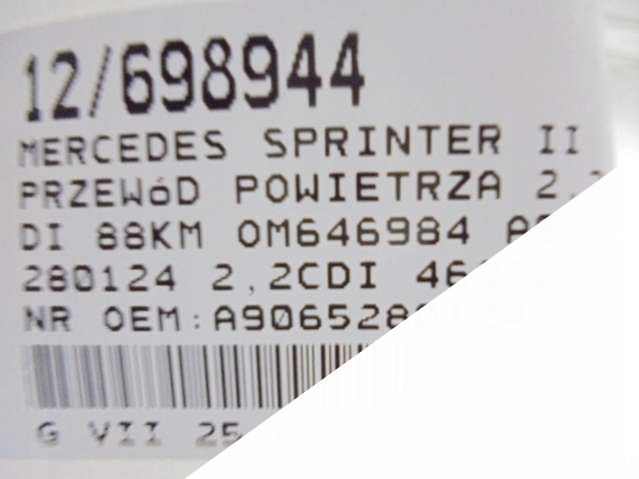 12/698944
MERCEDES SPRINTER II
PRZEWóD POWIETRZA
DI 88KM OM646984
280124 2,2CDI
NR OEM:
G VII 25